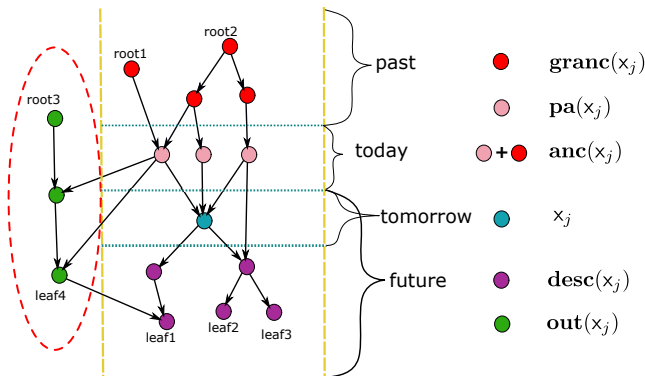 root2
root1
past
granc(x_j)
root3
pa(x_j)
today
+
anc(x_j)
tomorrow
x_j
future
desc(x_j)
leaf4
leaf1
leaf2
leaf3
out(x_j)